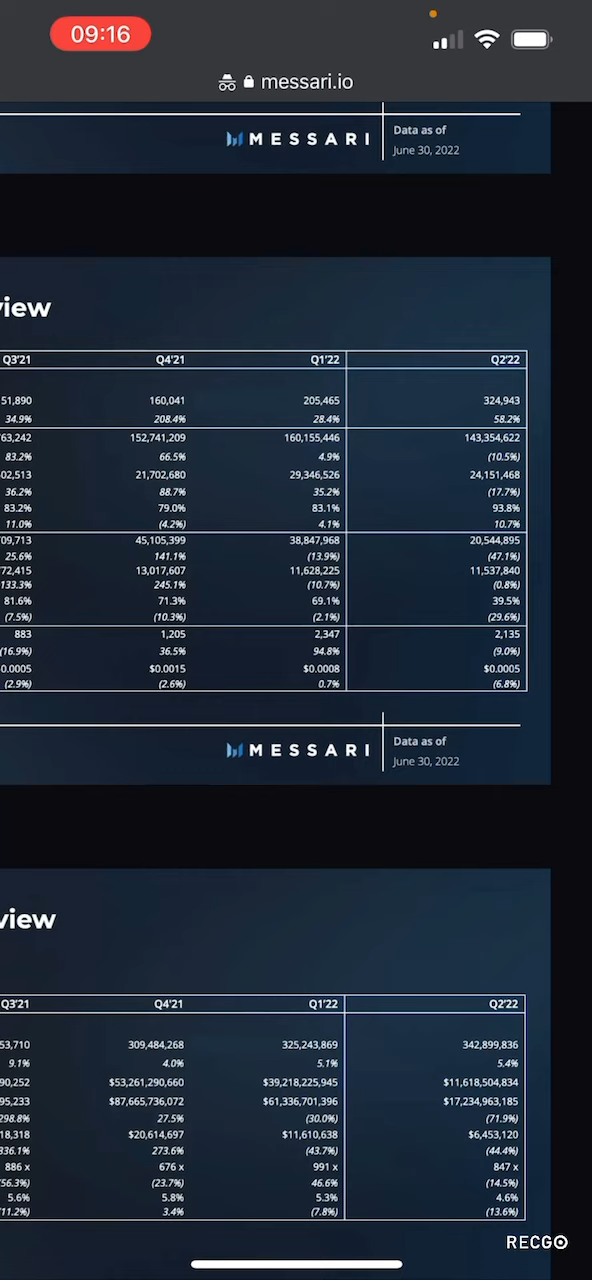 09:16
messari.io
MESSARI
Data as of
June 30, 2022
view
Q3'21 Q4'21 Q1'22 Q2'22
51,890 160,041 205,465 324,943
34.9% 208.4% 28.4% 58.2%
63,242 152,741,209 160,155,446 143,354,622
83.2% 66.5% 4.9% (10.5%)
02,513 21,702,680 29,346,526 24,151,468
36.2% 88.7% 35.2% (17.7%)
83.2% 79.0% 83.1% 93.8%
11.0% (4.2%) 4.1% 10.7%
09,713 45,105,399 38,847,968 20,544,895
25.6% 141.1% (13.9%) (47.1%)
72,415 13,017,607 11,628,225 11,537,840
133.3% 245.1% (10.7%) (0.8%)
81.6% 71.3% 69.1% 39.5%
(7.5%) (10.3%) (2.1%) (29.6%)
883 1,205 2,347 2,135
(16.9%) 36.5% 94.8% (9.0%)
0.0005 $0.0015 $0.0008 $0.0005
(2.9%) (2.6%) 0.7% (6.8%)
MESSARI
Data as of
June 30, 2022
view
Q3'21 Q4'21 Q1'22 Q2'22
53,710 309,484,268 325,243,869 342,899,836
9.1% 4.0% 5.1% 5.4%
90,252 $53,261,290,660 $39,218,225,945 $11,618,504,834
95,233 $87,665,736,072 $61,336,701,396 $17,234,963,185
298.8% 27.5% (30.0%) (71.9%)
18,318 $20,614,697 $11,610,638 $6,453,120
336.1% 273.6% (43.7%) (44.4%)
886 x 676 x 991 x 847 x
56.3%) (23.7%) 46.6% (14.5%)
5.6% 5.8% 5.3% 4.6%
11.2%) 3.4% (7.8%) (13.6%)
RECGO